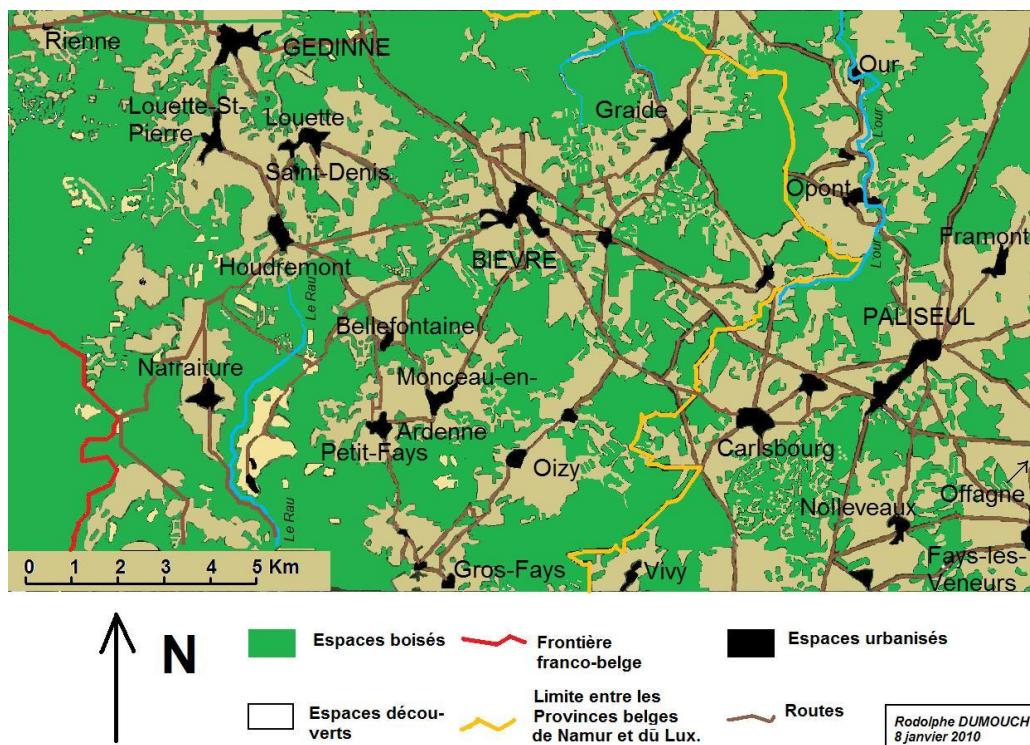 Rienne
GEDINNE
Our
Louette-St-
Pierre
Louette
Saint-Denis
Graide
L'our
Opont
Framont
L'our
Houdremont
BIEVRE
Le Rau
PALISEUL
Bellefontaine
Nafraiture
Monceau-en-
Ardenne
Petit-Fays
Carlsbourg
Oizy
Offagne
Nolleveaux
Le Rau
Gros-Fays
Vivy
Fays-les-
Veneurs
0 1 2 3 4 5 Km
N
Espaces boisés
Frontière
franco-belge
Espaces urbanisés
Espaces décou-
verts
Limite entre les
Provinces belges
de Namur et dü Lux.
Routes
Rodolphe DUMOUCH
8 janvier 2010